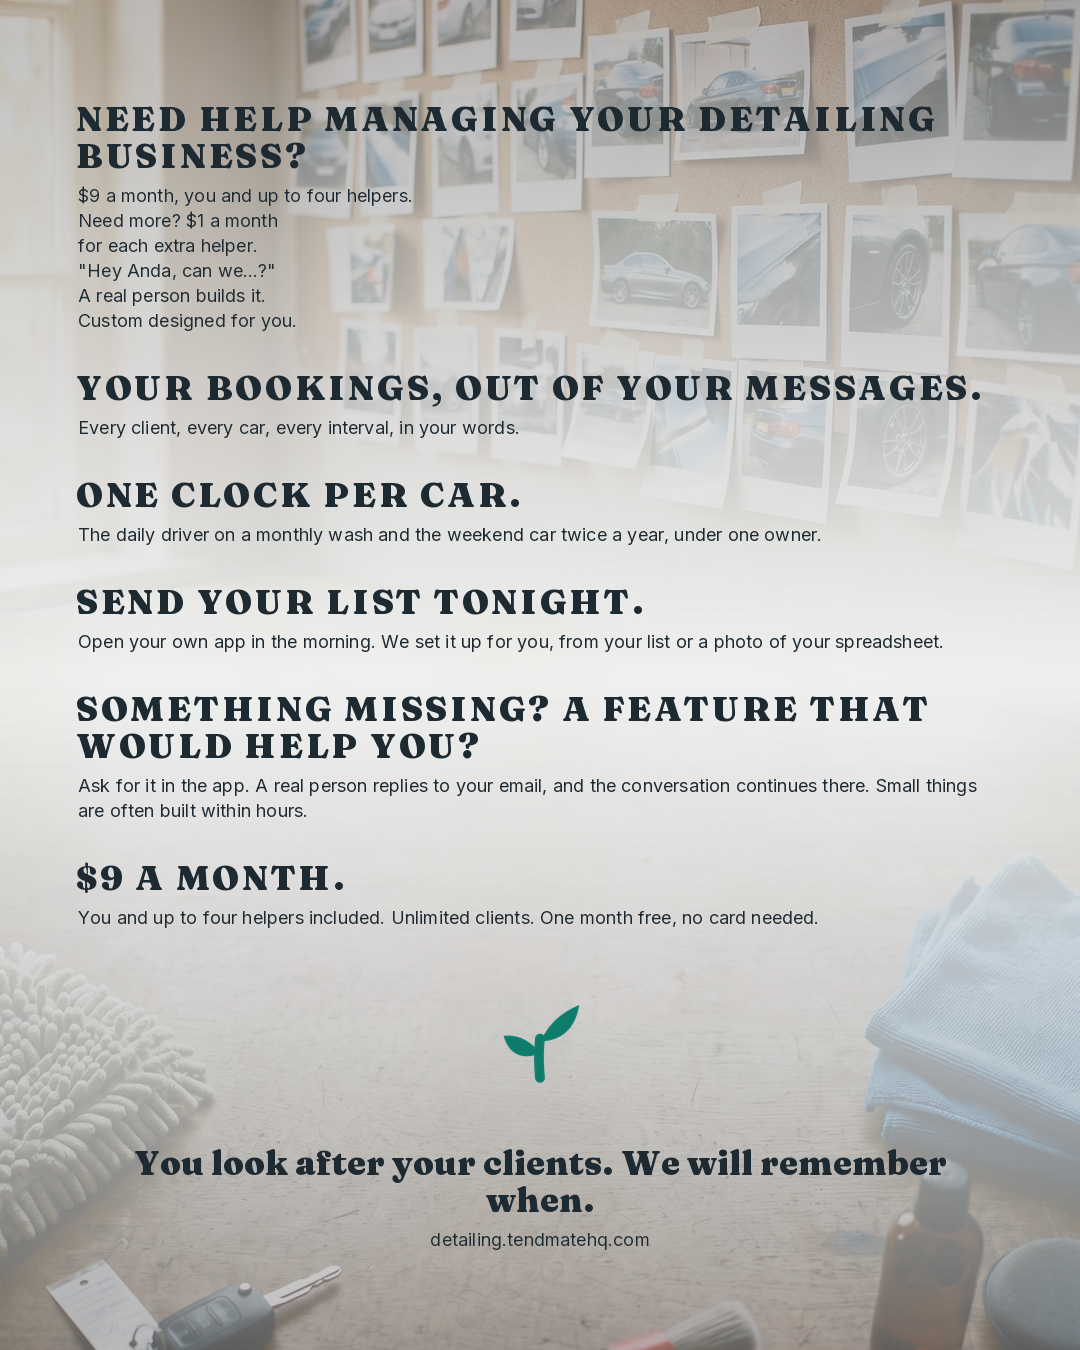 NEED HELP MANAGING YOUR DETAILING
BUSINESS?
$9 a month, you and up to four helpers.
Need more? $1 a month
for each extra helper.
"Hey Anda, can we...?"
A real person builds it.
Custom designed for you.
YOUR BOOKINGS, OUT OF YOUR MESSAGES.
Every client, every car, every interval, in your words.
ONE CLOCK PER CAR.
The daily driver on a monthly wash and the weekend car twice a year, under one owner.
SEND YOUR LIST TONIGHT.
Open your own app in the morning. We set it up for you, from your list or a photo of your spreadsheet.
SOMETHING MISSING? A FEATURE THAT
WOULD HELP YOU?
Ask for it in the app. A real person replies to your email, and the conversation continues there. Small things
are often built within hours.
$9 A MONTH.
You and up to four helpers included. Unlimited clients. One month free, no card needed.
You look after your clients. We will remember
when.
detailing.tendmatehq.com